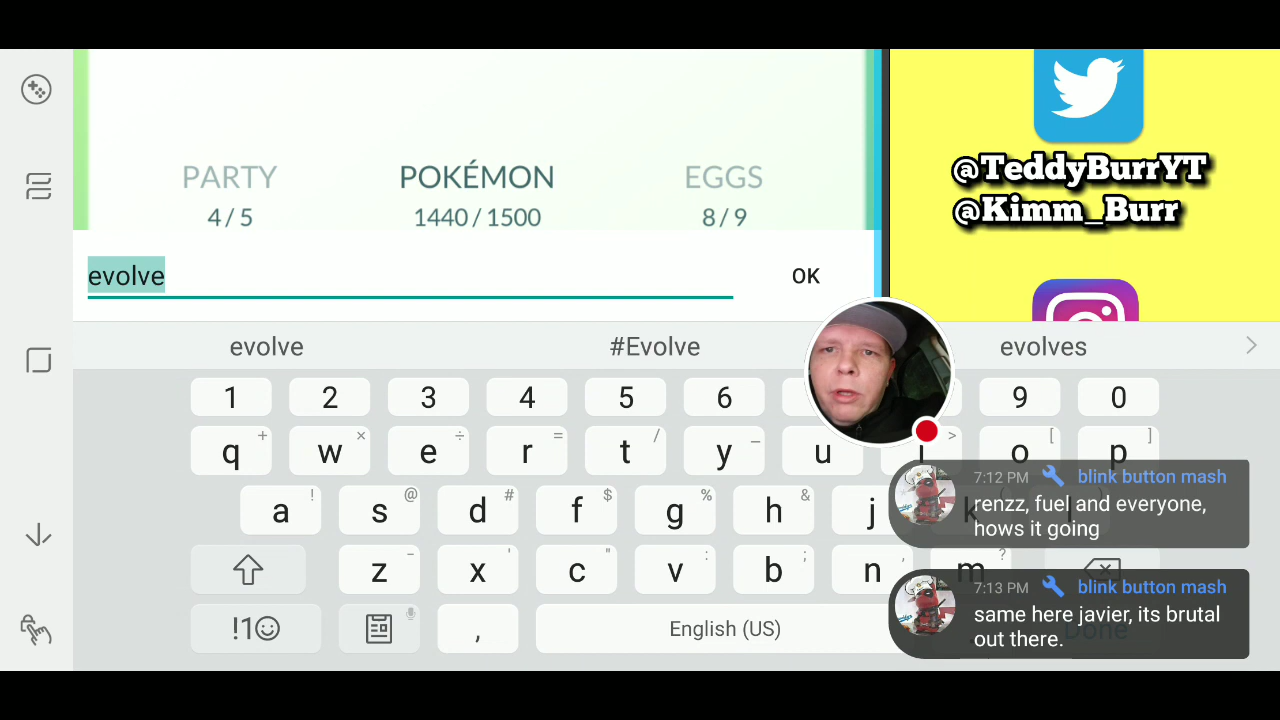 PARTY
POKÉMON
EGGS
4 / 5
1440 / 1500
8 / 9
evolve
OK
@TeddyBurrYT
@Kimm_Burr
evolve
#Evolve
evolves
1 2 3 4 5 6 9 0
q + w × e ÷ r = t / y _ u i > o [ p ]
a ! s @ d # f $ g % h & j k l
z - x ' c " v : b ; n , m ?
!1☺ , English (US) Done
7:12 PM blink button mash
renzz, fuel and everyone,
hows it going
7:13 PM blink button mash
same here javier, its brutal
out there.